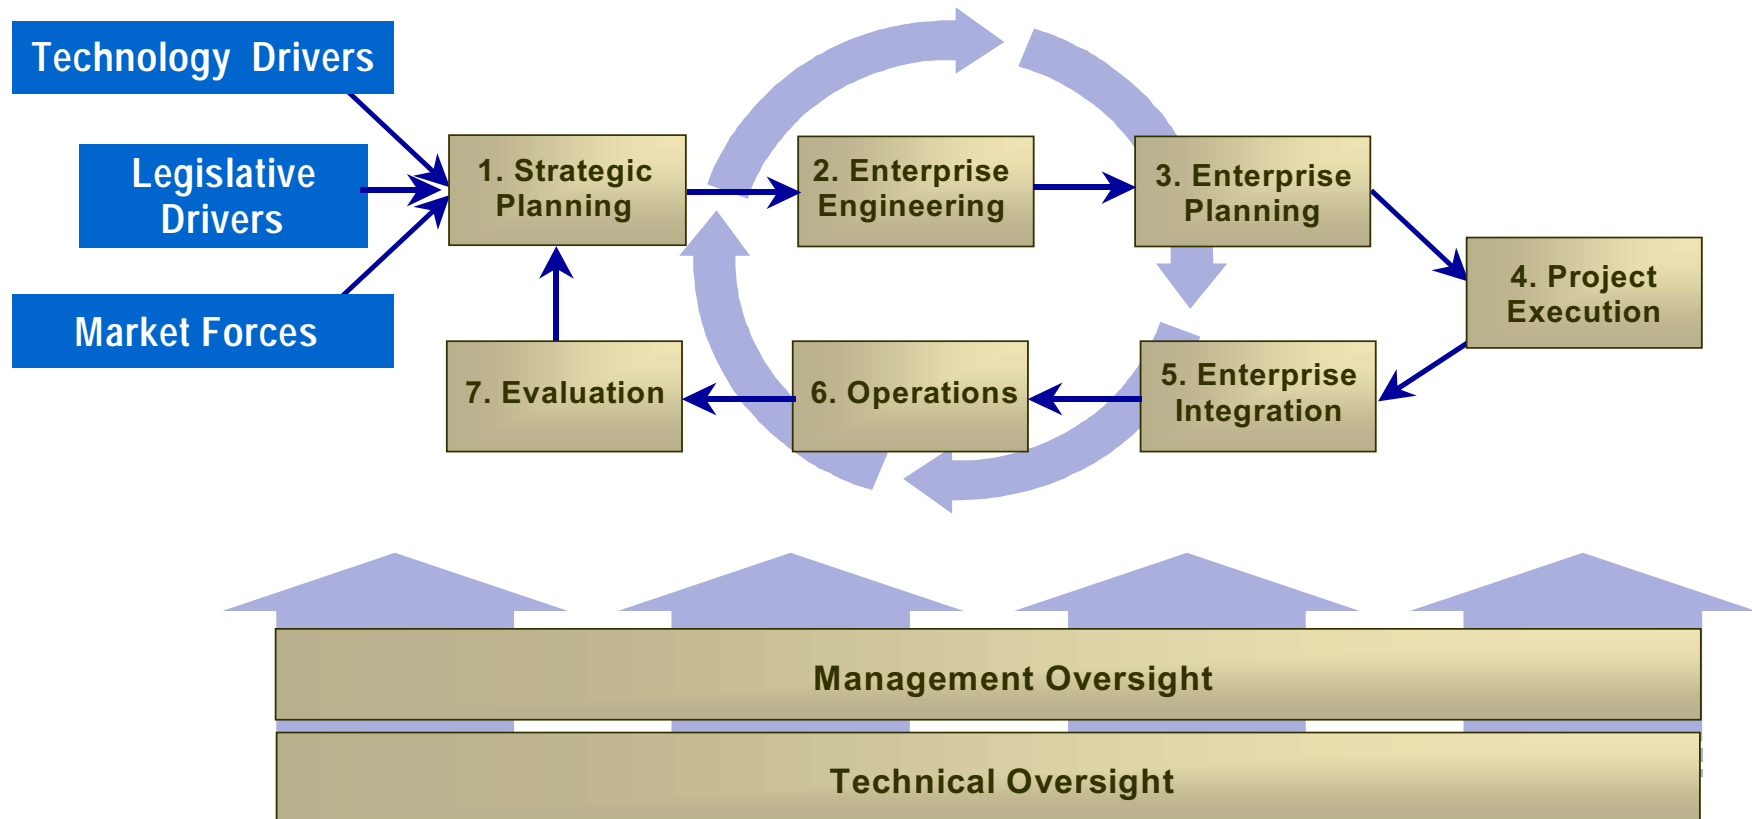 Technology Drivers
Legislative
Drivers
Market Forces
1. Strategic
Planning
2. Enterprise
Engineering
3. Enterprise
Planning
4. Project
Execution
5. Enterprise
Integration
6. Operations
7. Evaluation
Management Oversight
Technical Oversight